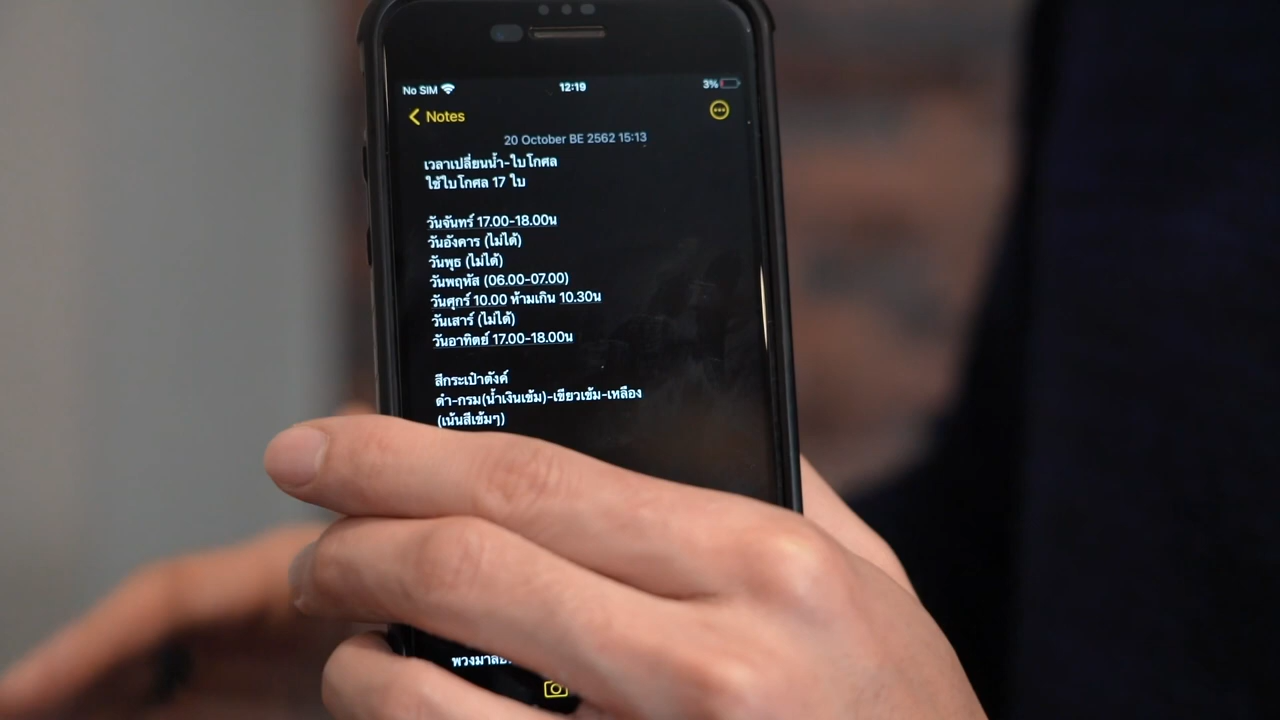 No SIM 12:19 3%
Notes
20 October BE 2562 15:13
เวลาเปลี่ยนน้ำ-ใบโกศล
ใช้ใบโกศล 17 ใบ
วันจันทร์ 17.00-18.00น
วันอังคาร (ไม่ได้)
วันพุธ (ไม่ได้)
วันพฤหัส (06.00-07.00)
วันศุกร์ 10.00 ห้ามเกิน 10.30น
วันเสาร์ (ไม่ได้)
วันอาทิตย์ 17.00-18.00น
สีกระเป๋าตังค์
ดำ-กรม(น้ำเงินเข้ม)-เขียวเข้ม-เหลือง
(เน้นสีเข้มๆ)